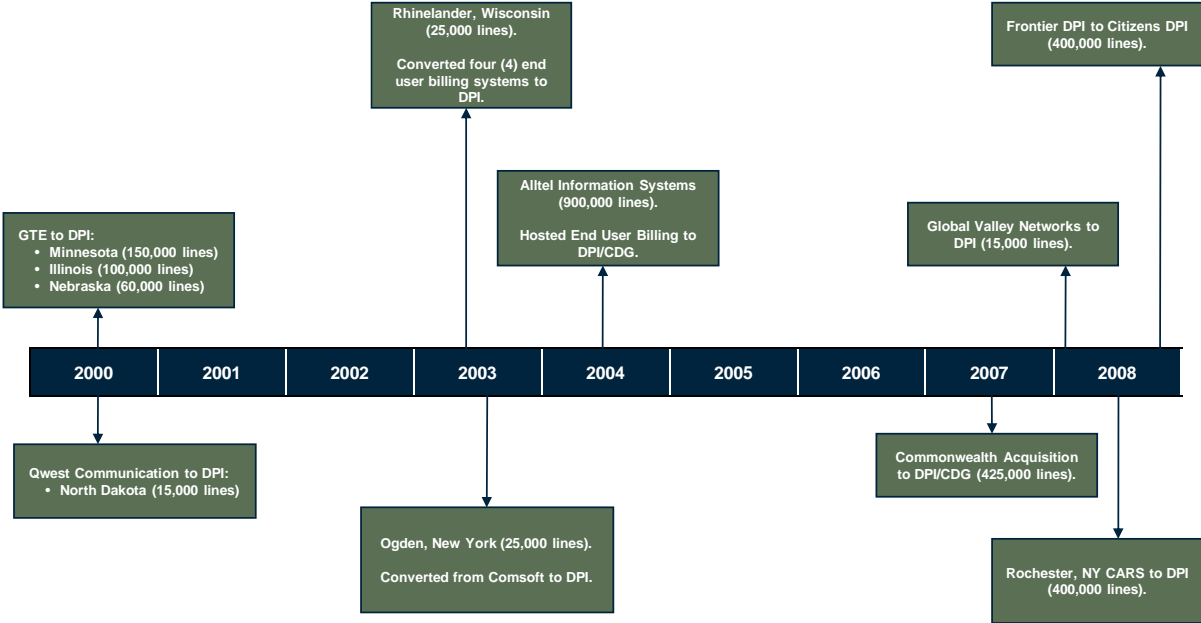 Rhinelander, Wisconsin
(25,000 lines).
Converted four (4) end
user billing systems to
DPI.
Frontier DPI to Citizens DPI
(400,000 lines).
Alltel Information Systems
(900,000 lines).
Hosted End User Billing to
DPI/CDG.
GTE to DPI:
• Minnesota (150,000 lines)
• Illinois (100,000 lines)
• Nebraska (60,000 lines)
Global Valley Networks to
DPI (15,000 lines).
2000 2001 2002 2003 2004 2005 2006 2007 2008
Qwest Communication to DPI:
• North Dakota (15,000 lines)
Commonwealth Acquisition
to DPI/CDG (425,000 lines).
Ogden, New York (25,000 lines).
Converted from Comsoft to DPI.
Rochester, NY CARS to DPI
(400,000 lines).